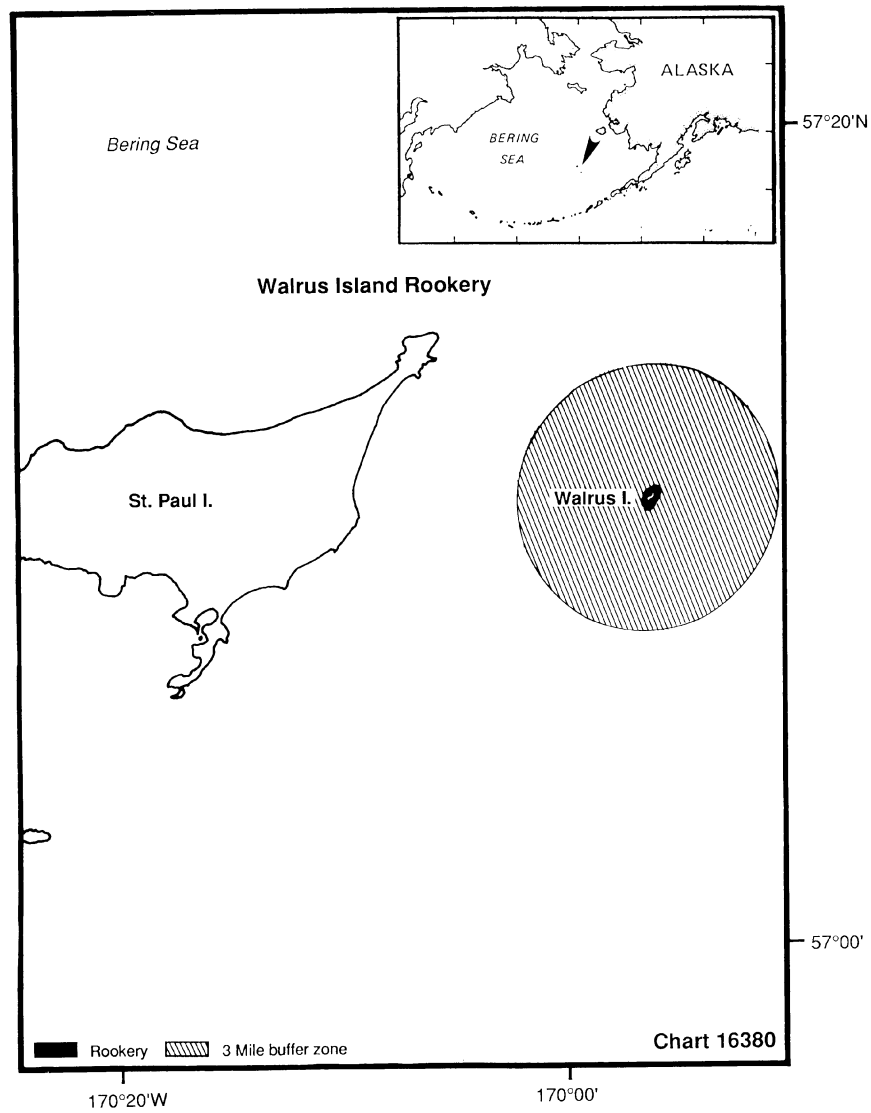 ALASKA
57°20'N
Bering Sea
BERING
SEA
Walrus Island Rookery
St. Paul I.
Walrus I.
57°00'
Rookery
3 Mile buffer zone
Chart 16380
170°20'W
170°00'